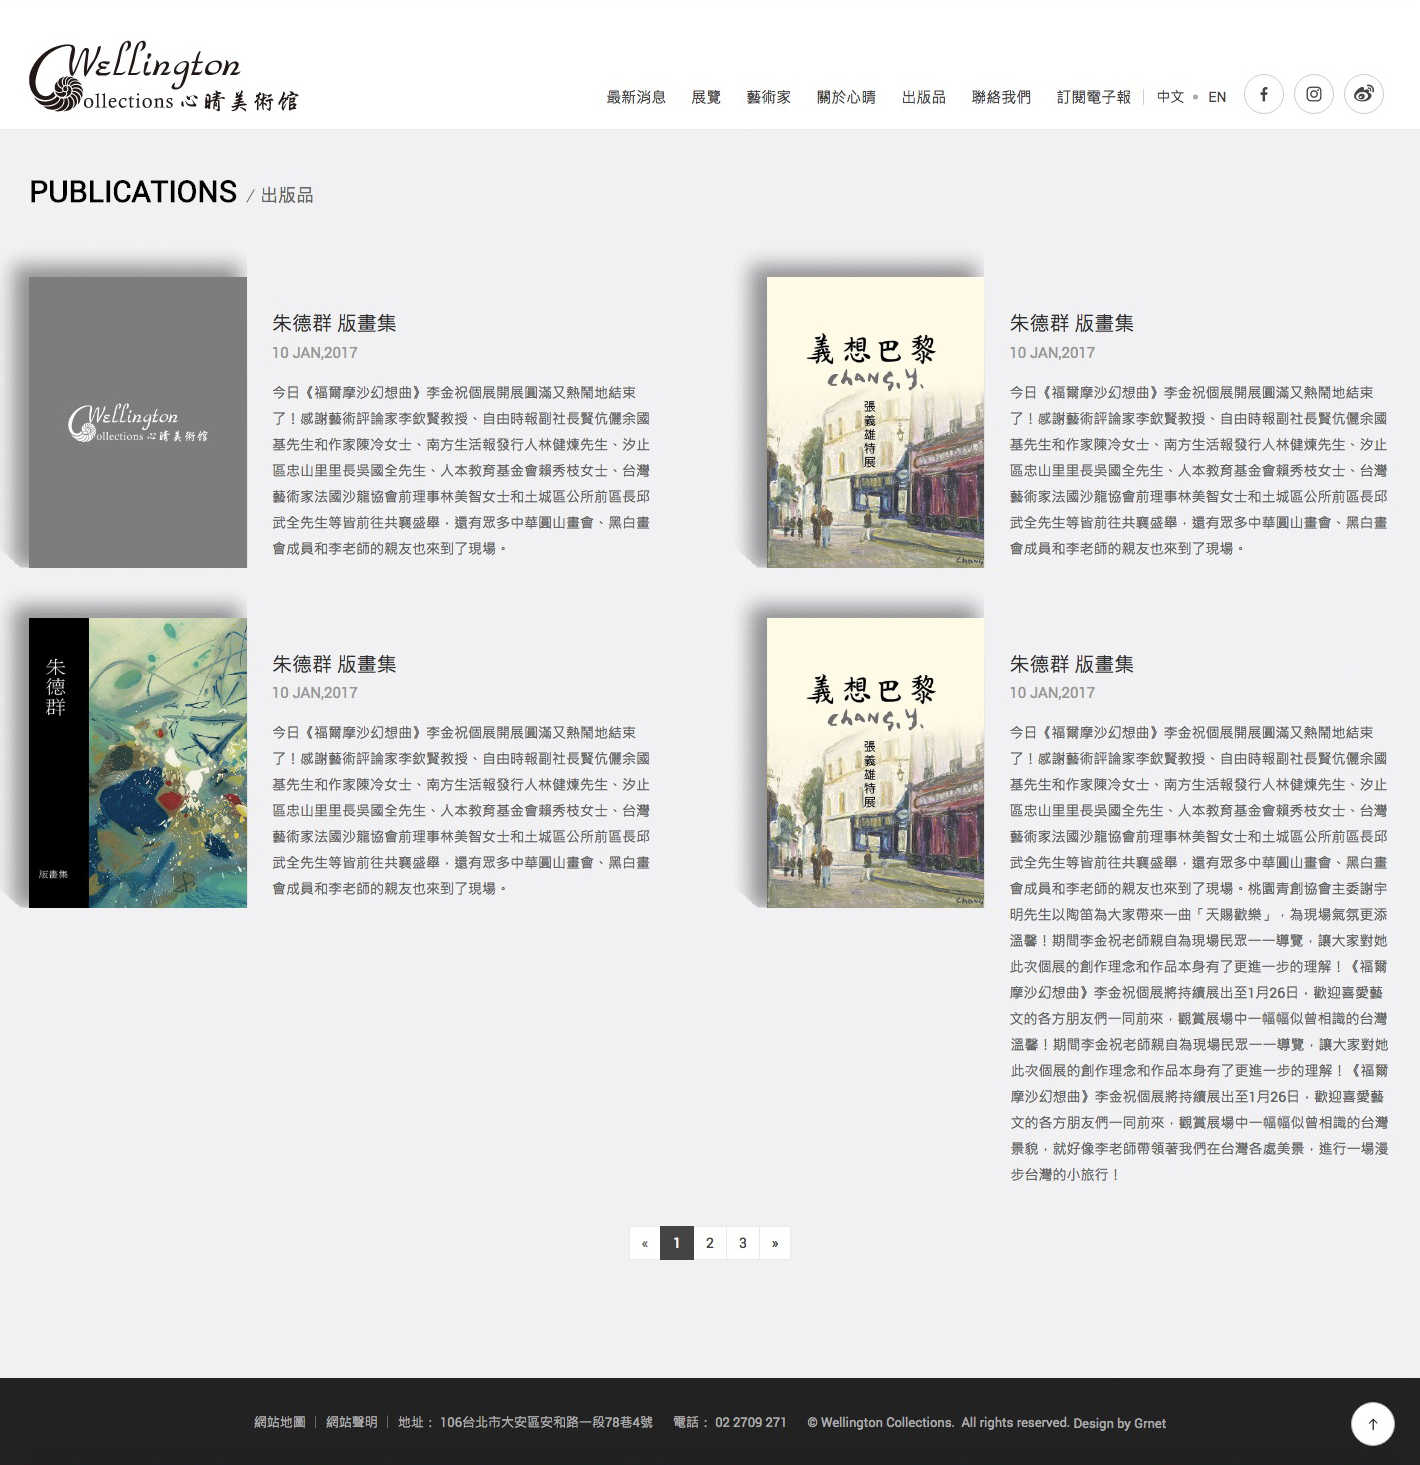 Wellington
Collections 心晴美術館
最新消息 展覽 藝術家 關於心晴 出版品 聯絡我們 訂閱電子報 中文 EN
PUBLICATIONS / 出版品
Wellington
Collections 心晴美術館
朱德群 版畫集
10 JAN,2017
今日《福爾摩沙幻想曲》李金祝個展開展圓滿又熱鬧地結束
了！感謝藝術評論家李欽賢教授、自由時報副社長賢伉儷余國
基先生和作家陳冷女士、南方生活報發行人林健煉先生、汐止
區忠山里里長吳國全先生、人本教育基金會賴秀枝女士、台灣
藝術家法國沙龍協會前理事林美智女士和土城區公所前區長邱
武全先生等皆前往共襄盛舉，還有眾多中華圓山畫會、黑白畫
會成員和李老師的親友也來到了現場。
義想巴黎
Chang.Y.
張義雄特展
Chang
朱德群 版畫集
10 JAN,2017
今日《福爾摩沙幻想曲》李金祝個展開展圓滿又熱鬧地結束
了！感謝藝術評論家李欽賢教授、自由時報副社長賢伉儷余國
基先生和作家陳冷女士、南方生活報發行人林健煉先生、汐止
區忠山里里長吳國全先生、人本教育基金會賴秀枝女士、台灣
藝術家法國沙龍協會前理事林美智女士和土城區公所前區長邱
武全先生等皆前往共襄盛舉，還有眾多中華圓山畫會、黑白畫
會成員和李老師的親友也來到了現場。
朱德群
版畫集
朱德群 版畫集
10 JAN,2017
今日《福爾摩沙幻想曲》李金祝個展開展圓滿又熱鬧地結束
了！感謝藝術評論家李欽賢教授、自由時報副社長賢伉儷余國
基先生和作家陳冷女士、南方生活報發行人林健煉先生、汐止
區忠山里里長吳國全先生、人本教育基金會賴秀枝女士、台灣
藝術家法國沙龍協會前理事林美智女士和土城區公所前區長邱
武全先生等皆前往共襄盛舉，還有眾多中華圓山畫會、黑白畫
會成員和李老師的親友也來到了現場。
義想巴黎
Chang.Y.
張義雄特展
Chang
朱德群 版畫集
10 JAN,2017
今日《福爾摩沙幻想曲》李金祝個展開展圓滿又熱鬧地結束
了！感謝藝術評論家李欽賢教授、自由時報副社長賢伉儷余國
基先生和作家陳冷女士、南方生活報發行人林健煉先生、汐止
區忠山里里長吳國全先生、人本教育基金會賴秀枝女士、台灣
藝術家法國沙龍協會前理事林美智女士和土城區公所前區長邱
武全先生等皆前往共襄盛舉，還有眾多中華圓山畫會、黑白畫
會成員和李老師的親友也來到了現場。桃園青創協會主委謝宇
明先生以陶笛為大家帶來一曲「天賜歡樂」，為現場氣氛更添
溫馨！期間李金祝老師親自為現場民眾一一導覽，讓大家對她
此次個展的創作理念和作品本身有了更進一步的理解！《福爾
摩沙幻想曲》李金祝個展將持續展出至1月26日，歡迎喜愛藝
文的各方朋友們一同前來，觀賞展場中一幅幅似曾相識的台灣
溫馨！期間李金祝老師親自為現場民眾一一導覽，讓大家對她
此次個展的創作理念和作品本身有了更進一步的理解！《福爾
摩沙幻想曲》李金祝個展將持續展出至1月26日，歡迎喜愛藝
文的各方朋友們一同前來，觀賞展場中一幅幅似曾相識的台灣
景貌，就好像李老師帶領著我們在台灣各處美景，進行一場漫
步台灣的小旅行！
« 1 2 3 »
網站地圖 網站聲明 地址： 106台北市大安區安和路一段78巷4號 電話： 02 2709 271 © Wellington Collections. All rights reserved. Design by Grnet